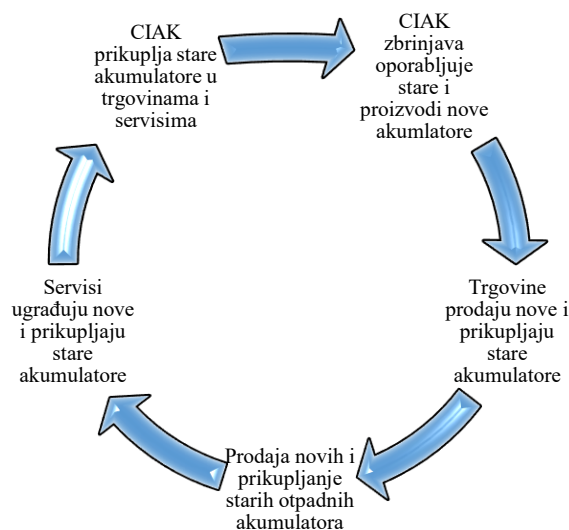 CIAK
prikuplja stare
akumulatore u
trgovinama i
servisima
CIAK
zbrinjava
oporabljuje
stare i
proizvodi nove
akumlatore
Trgovine
prodaju nove i
prikupljaju
stare
akumulatore
Prodaja novih i
prikupljanje
starih otpadnih
akumulatora
Servisi
ugrađuju nove
i prikupljaju
stare
akumulatore